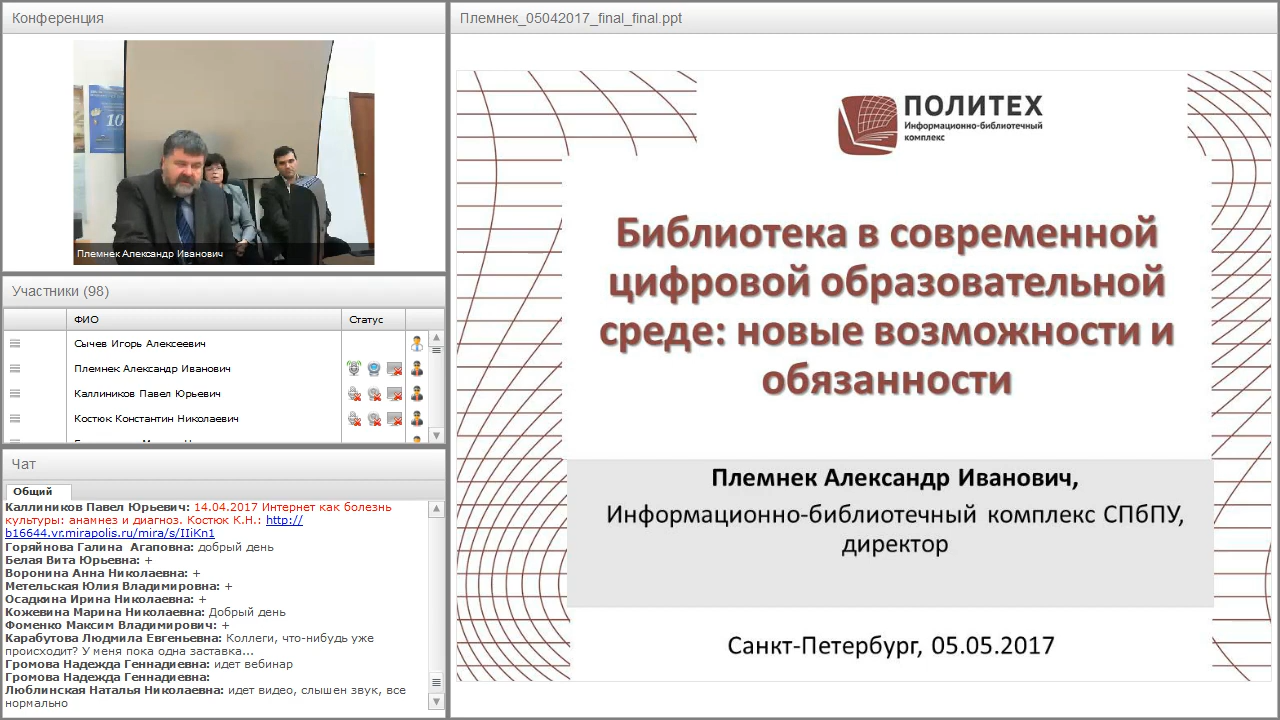 Конференция
10
Племнек Александр Иванович
Участники (98)
ФИО
Статус
Сычев Игорь Алексеевич
Племнек Александр Иванович
Каллиников Павел Юрьевич
Костюк Константин Николаевич
Чат
Общий
Каллиников Павел Юрьевич: 14.04.2017 Интернет как болезнь
культуры: анамнез и диагноз. Костюк К.Н.: http://
b16644.vr.mirapolis.ru/mira/s/IIiKn1
Горяйнова Галина Агаповна: добрый день
Белая Вита Юрьевна: +
Воронина Анна Николаевна: +
Метельская Юлия Владимировна: +
Осадкина Ирина Николаевна: +
Кожевина Марина Николаевна: Добрый день
Фоменко Максим Владимирович: +
Карабутова Людмила Евгеньевна: Коллеги, что-нибудь уже
происходит? У меня пока одна заставка...
Громова Надежда Геннадиевна: идет вебинар
Громова Надежда Геннадиевна:
Люблинская Наталья Николаевна: идет видео, слышен звук, все
нормально
Племнек_05042017_final_final.ppt
ПОЛИТЕХ
Информационно-библиотечный
комплекс
Библиотека в современной
цифровой образовательной
среде: новые возможности и
обязанности
Племнек Александр Иванович,
Информационно-библиотечный комплекс СПбПУ,
директор
Санкт-Петербург, 05.05.2017